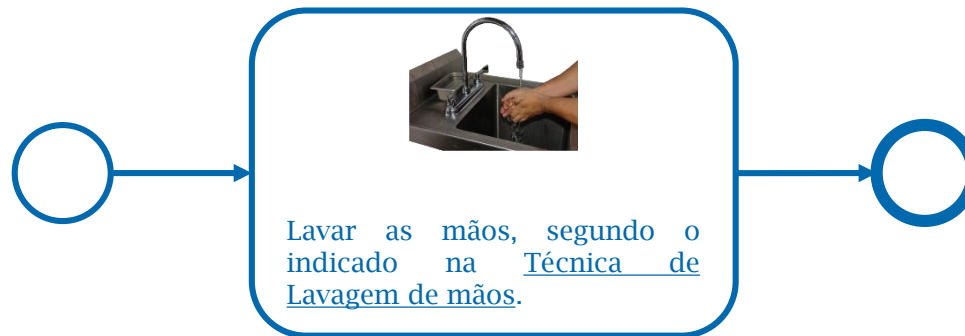 Lavar as mãos, segundo o
indicado na Técnica de
Lavagem de mãos.